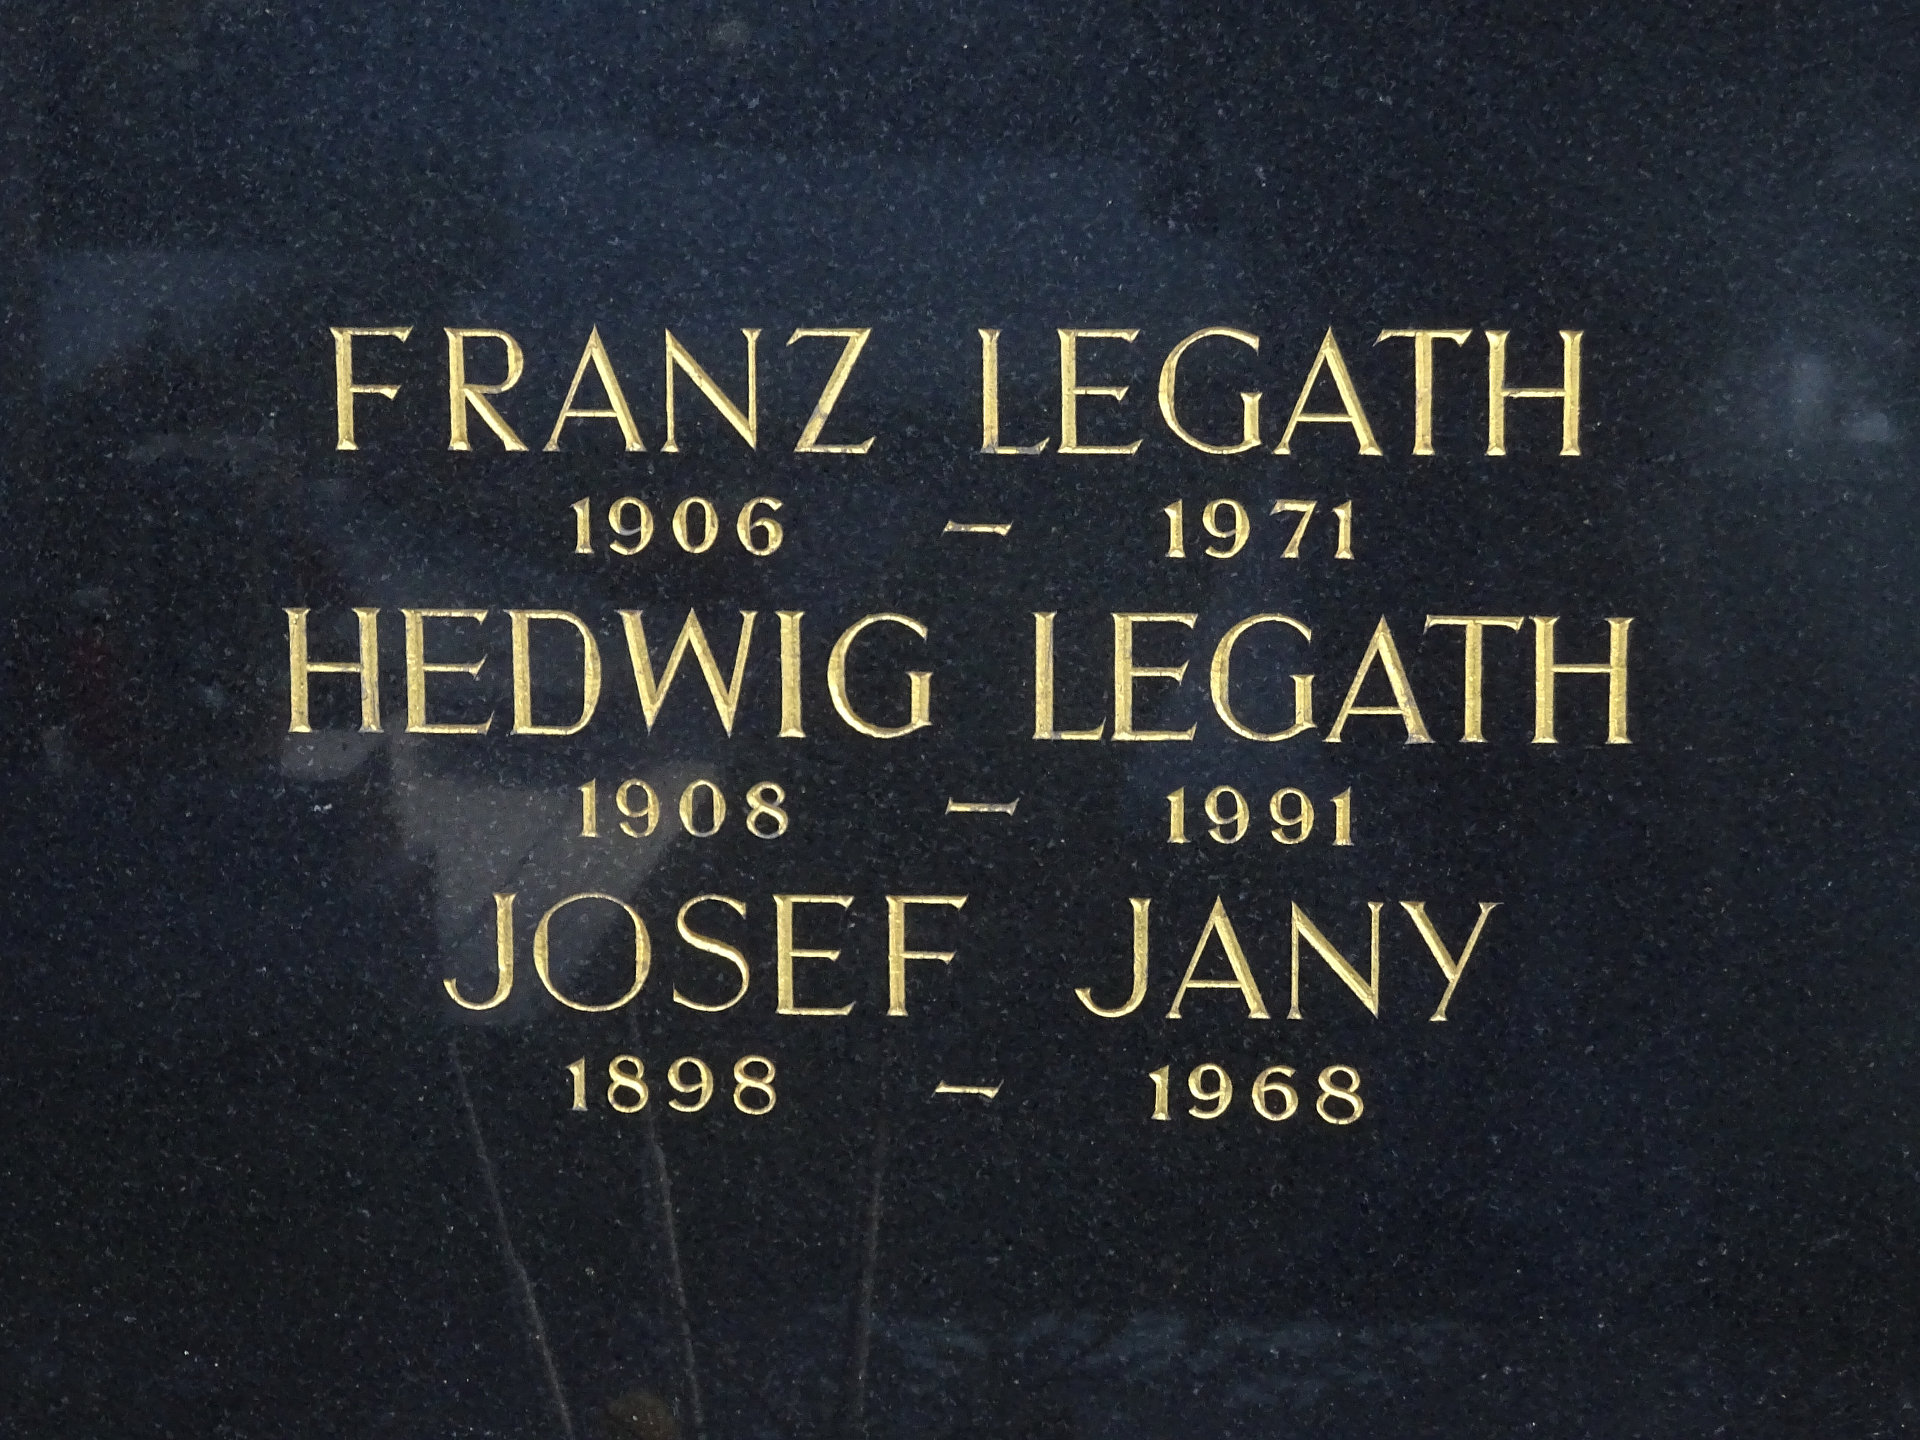 FRANZ LEGATH
1906 – 1971
HEDWIG LEGATH
1908 – 1991
JOSEF JANY
1898 – 1968